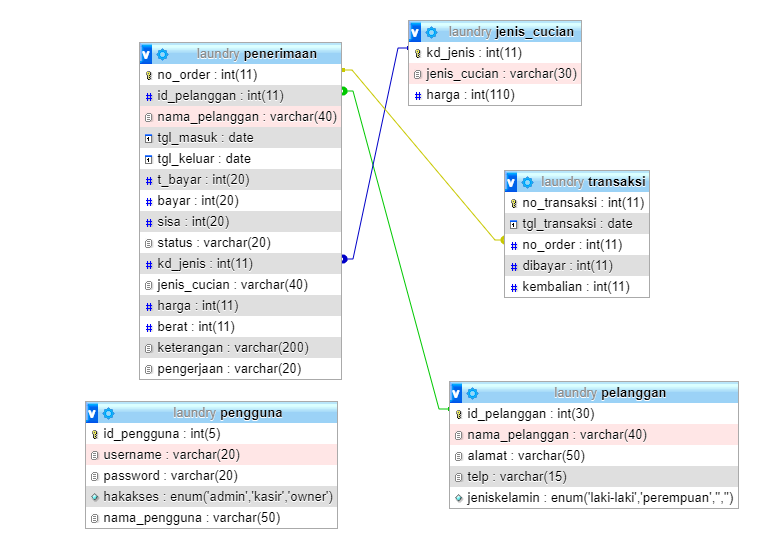 laundry penerimaan
no_order : int(11)
id_pelanggan : int(11)
nama_pelanggan : varchar(40)
tgl_masuk : date
tgl_keluar : date
t_bayar : int(20)
bayar : int(20)
sisa : int(20)
status : varchar(20)
kd_jenis : int(11)
jenis_cucian : varchar(40)
harga : int(11)
berat : int(11)
keterangan : varchar(200)
pengerjaan : varchar(20)
laundry jenis_cucian
kd_jenis : int(11)
jenis_cucian : varchar(30)
harga : int(110)
laundry transaksi
no_transaksi : int(11)
tgl_transaksi : date
no_order : int(11)
dibayar : int(11)
kembalian : int(11)
laundry pengguna
id_pengguna : int(5)
username : varchar(20)
password : varchar(20)
hakakses : enum('admin','kasir','owner')
nama_pengguna : varchar(50)
laundry pelanggan
id_pelanggan : int(30)
nama_pelanggan : varchar(40)
alamat : varchar(50)
telp : varchar(15)
jeniskelamin : enum('laki-laki','perempuan','','')